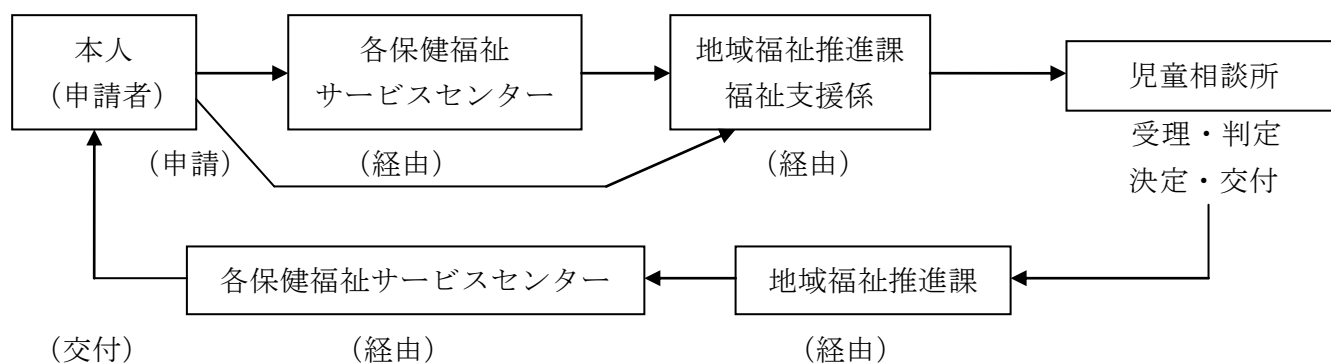 本人
（申請者）
各保健福祉
サービスセンター
地域福祉推進課
福祉支援係
児童相談所
（申請）
（経由）
（経由）
受理・判定
決定・交付
各保健福祉サービスセンター
地域福祉推進課
（交付）
（経由）
（経由）